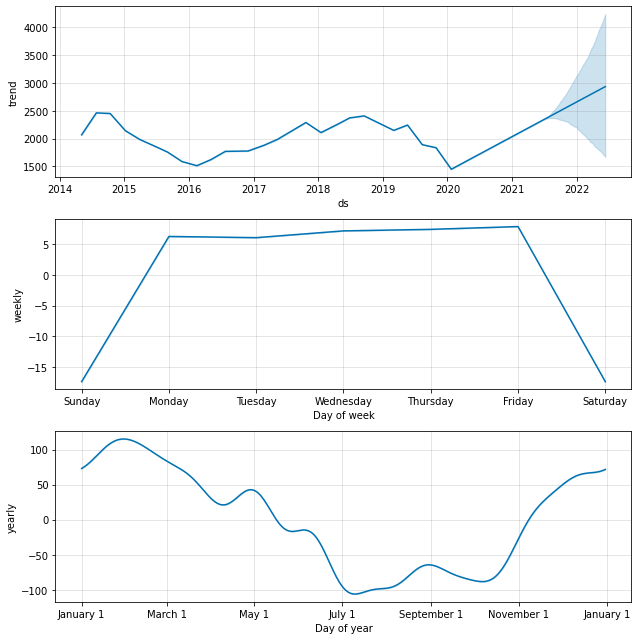 4000
3500
3000
2500
2000
1500
trend
2014 2015 2016 2017 2018 2019 2020 2021 2022
ds
5
0
−5
−10
−15
weekly
Sunday Monday Tuesday Wednesday Thursday Friday Saturday
Day of week
100
50
0
−50
−100
yearly
January 1 March 1 May 1 July 1 September 1 November 1 January 1
Day of year